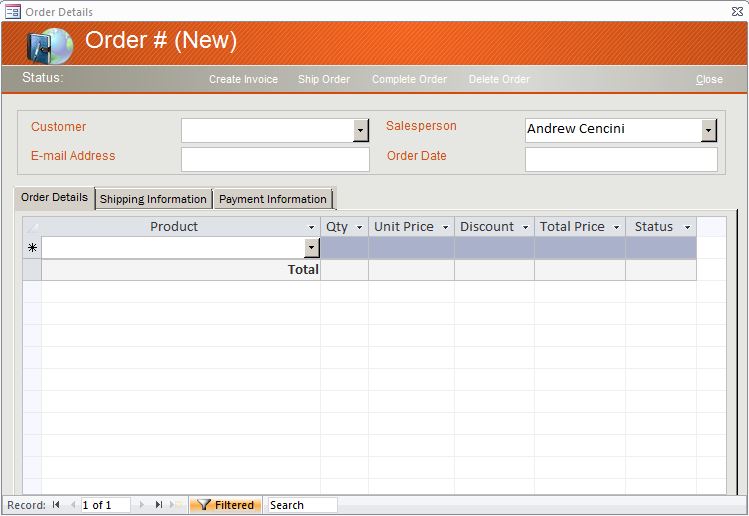 Order Details
Order # (New)
Status: Create Invoice Ship Order Complete Order Delete Order Close
Customer Salesperson Andrew Cencini
E-mail Address Order Date
Order Details Shipping Information Payment Information
Product Qty Unit Price Discount Total Price Status
Total
Record: 1 of 1 Filtered Search